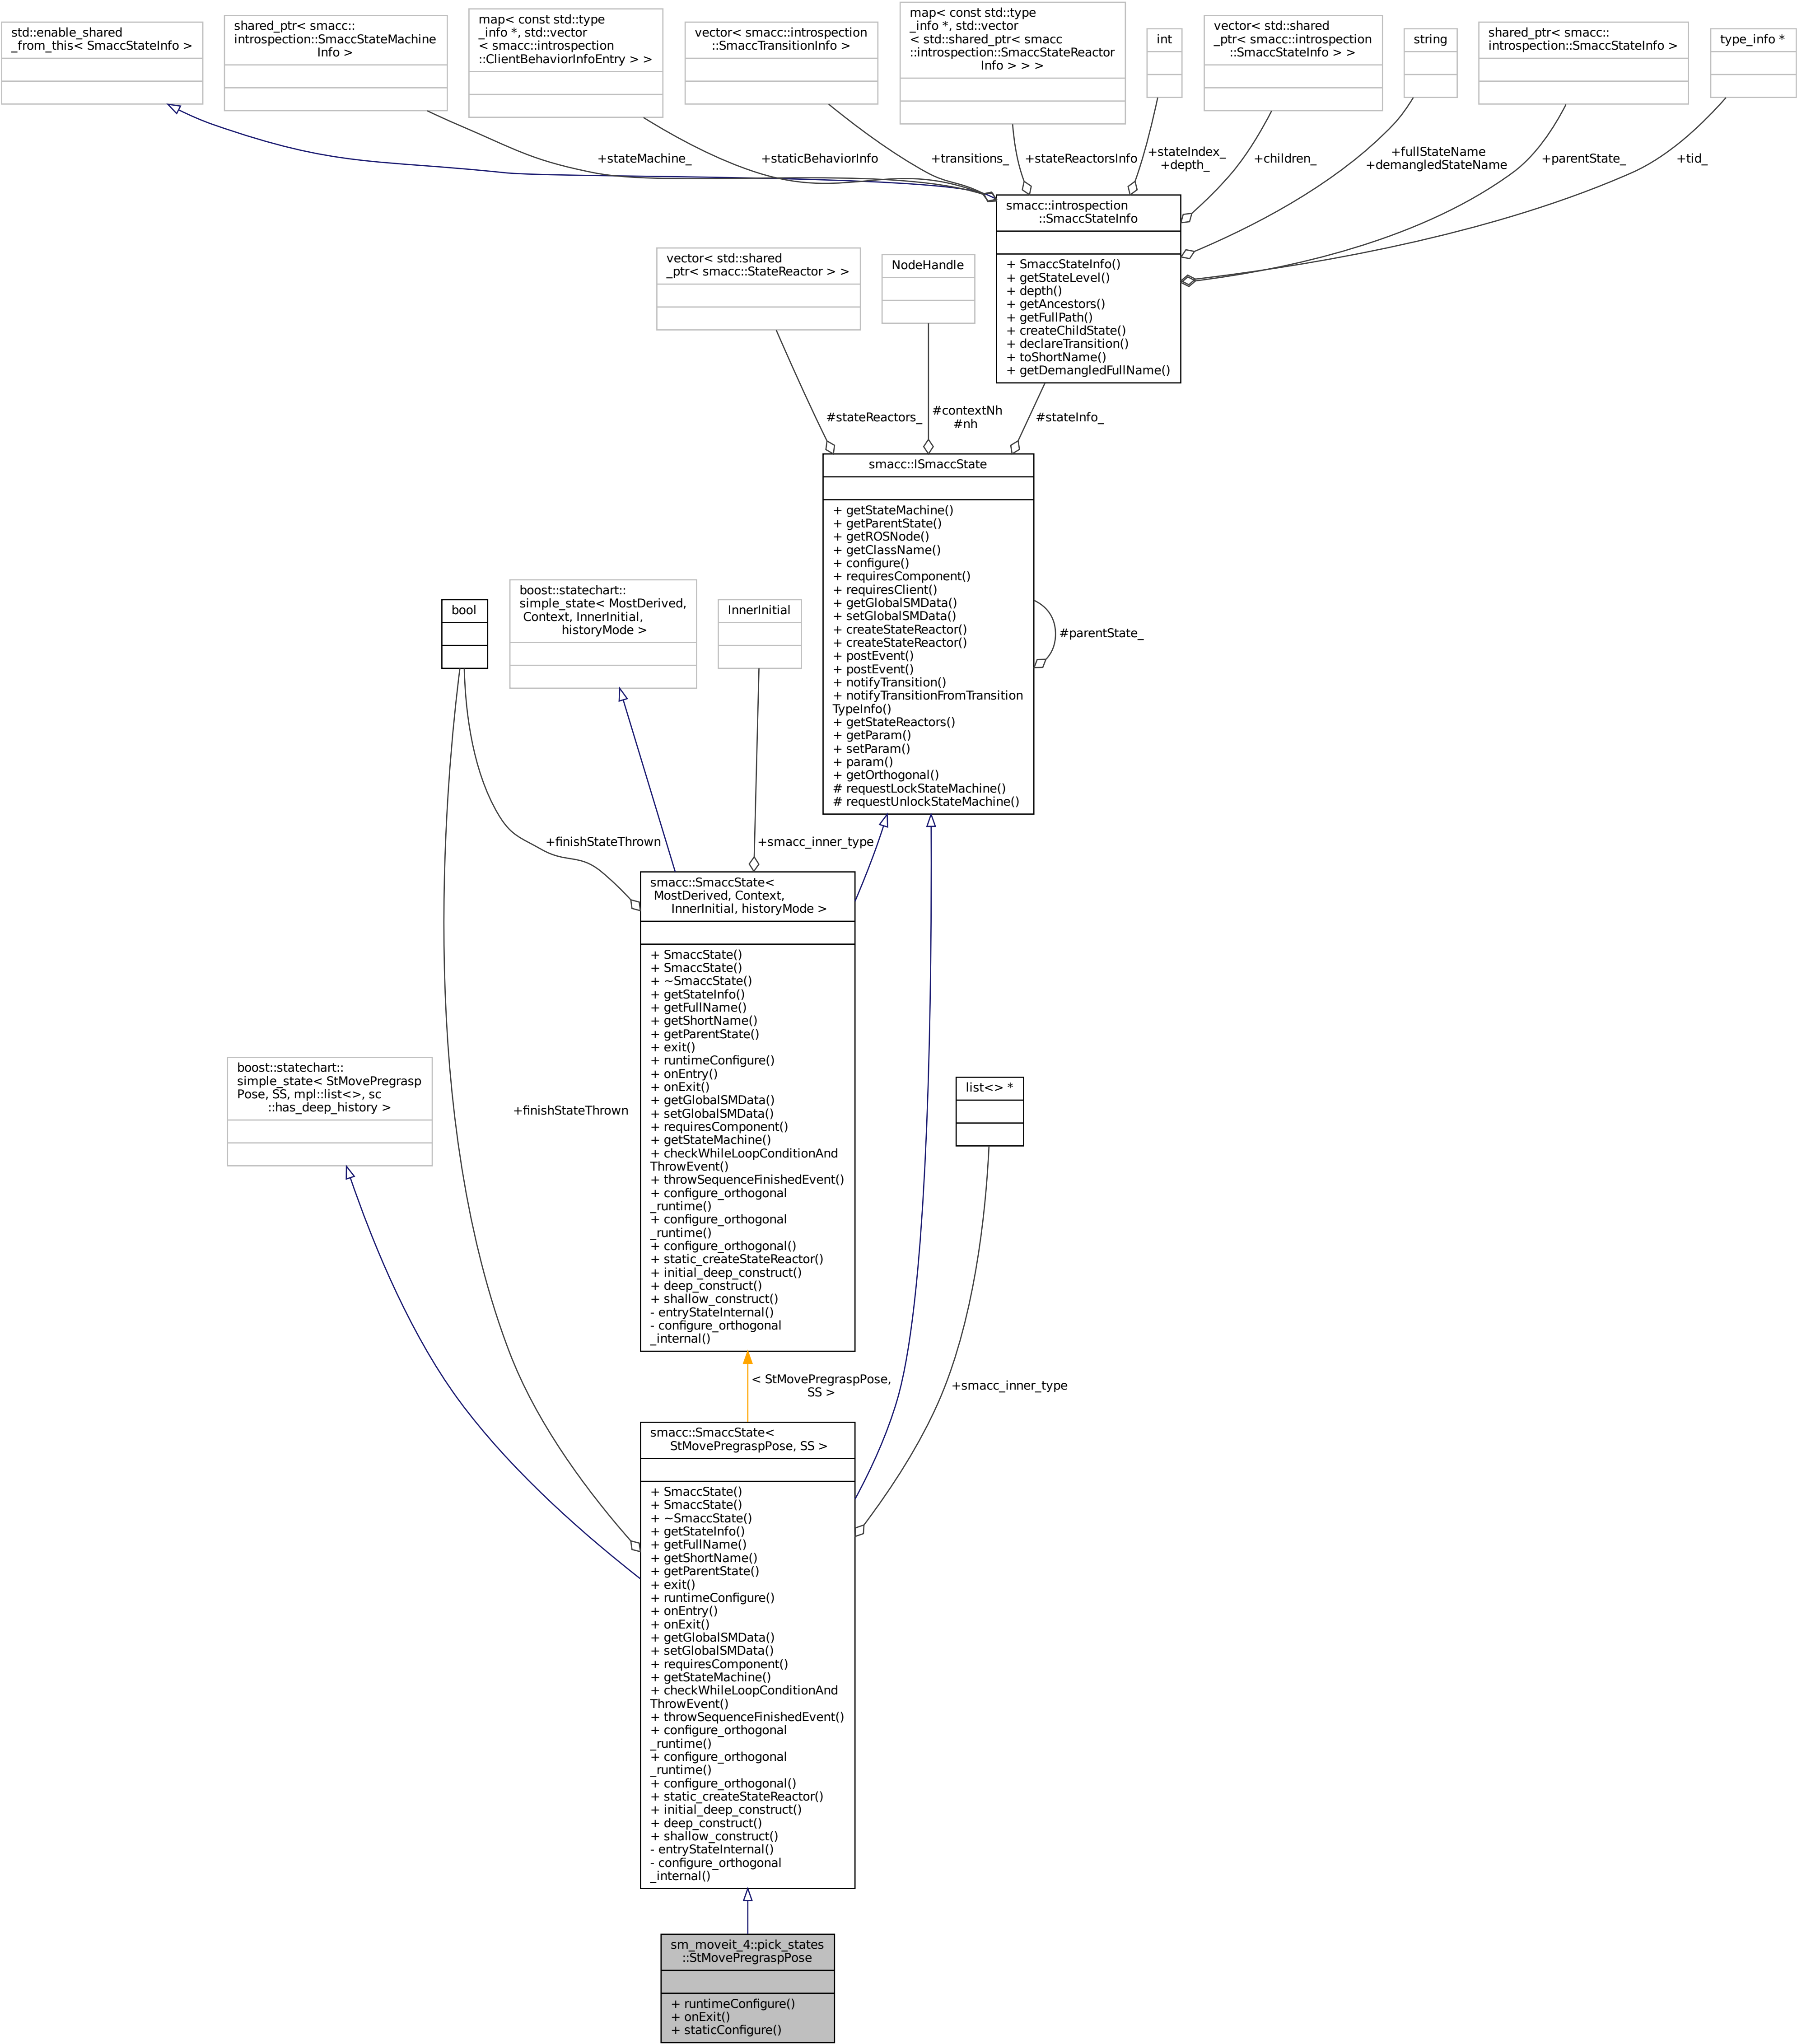 std::enable_shared
_from_this< SmaccStateInfo >
shared_ptr< smacc::
introspection::SmaccStateMachine
Info >
map< const std::type
_info *, std::vector
< smacc::introspection
::ClientBehaviorInfoEntry > >
vector< smacc::introspection
::SmaccTransitionInfo >
map< const std::type
_info *, std::vector
< std::shared_ptr< smacc
::introspection::SmaccStateReactor
Info > > >
int
vector< std::shared
_ptr< smacc::introspection
::SmaccStateInfo > >
string
shared_ptr< smacc::
introspection::SmaccStateInfo >
type_info *
+stateMachine_
+staticBehaviorInfo
+transitions_
+stateReactorsInfo
+stateIndex_
+depth_
+children_
+fullStateName
+demangledStateName
+parentState_
+tid_
smacc::introspection
::SmaccStateInfo
+ SmaccStateInfo()
+ getStateLevel()
+ depth()
+ getAncestors()
+ getFullPath()
+ createChildState()
+ declareTransition()
+ toShortName()
+ getDemangledFullName()
vector< std::shared
_ptr< smacc::StateReactor > >
NodeHandle
#stateReactors_
#contextNh
#nh
#stateInfo_
smacc::ISmaccState
+ getStateMachine()
+ getParentState()
+ getROSNode()
+ getClassName()
+ configure()
+ requiresComponent()
+ requiresClient()
+ getGlobalSMData()
+ setGlobalSMData()
+ createStateReactor()
+ createStateReactor()
+ postEvent()
+ postEvent()
+ notifyTransition()
+ notifyTransitionFromTransition
TypeInfo()
+ getStateReactors()
+ getParam()
+ setParam()
+ param()
+ getOrthogonal()
# requestLockStateMachine()
# requestUnlockStateMachine()
#parentState_
bool
boost::statechart::
simple_state< MostDerived,
Context, InnerInitial,
historyMode >
InnerInitial
+finishStateThrown
+smacc_inner_type
smacc::SmaccState<
MostDerived, Context,
InnerInitial, historyMode >
+ SmaccState()
+ SmaccState()
+ ~SmaccState()
+ getStateInfo()
+ getFullName()
+ getShortName()
+ getParentState()
+ exit()
+ runtimeConfigure()
+ onEntry()
+ onExit()
+ getGlobalSMData()
+ setGlobalSMData()
+ requiresComponent()
+ getStateMachine()
+ checkWhileLoopConditionAnd
ThrowEvent()
+ throwSequenceFinishedEvent()
+ configure_orthogonal
_runtime()
+ configure_orthogonal
_runtime()
+ configure_orthogonal()
+ static_createStateReactor()
+ initial_deep_construct()
+ deep_construct()
+ shallow_construct()
- entryStateInternal()
- configure_orthogonal
_internal()
boost::statechart::
simple_state< StMovePregrasp
Pose, SS, mpl::list<>, sc
::has_deep_history >
+finishStateThrown
list<> *
< StMovePregraspPose,
SS >
+smacc_inner_type
smacc::SmaccState<
StMovePregraspPose, SS >
+ SmaccState()
+ SmaccState()
+ ~SmaccState()
+ getStateInfo()
+ getFullName()
+ getShortName()
+ getParentState()
+ exit()
+ runtimeConfigure()
+ onEntry()
+ onExit()
+ getGlobalSMData()
+ setGlobalSMData()
+ requiresComponent()
+ getStateMachine()
+ checkWhileLoopConditionAnd
ThrowEvent()
+ throwSequenceFinishedEvent()
+ configure_orthogonal
_runtime()
+ configure_orthogonal
_runtime()
+ configure_orthogonal()
+ static_createStateReactor()
+ initial_deep_construct()
+ deep_construct()
+ shallow_construct()
- entryStateInternal()
- configure_orthogonal
_internal()
sm_moveit_4::pick_states
::StMovePregraspPose
+ runtimeConfigure()
+ onExit()
+ staticConfigure()